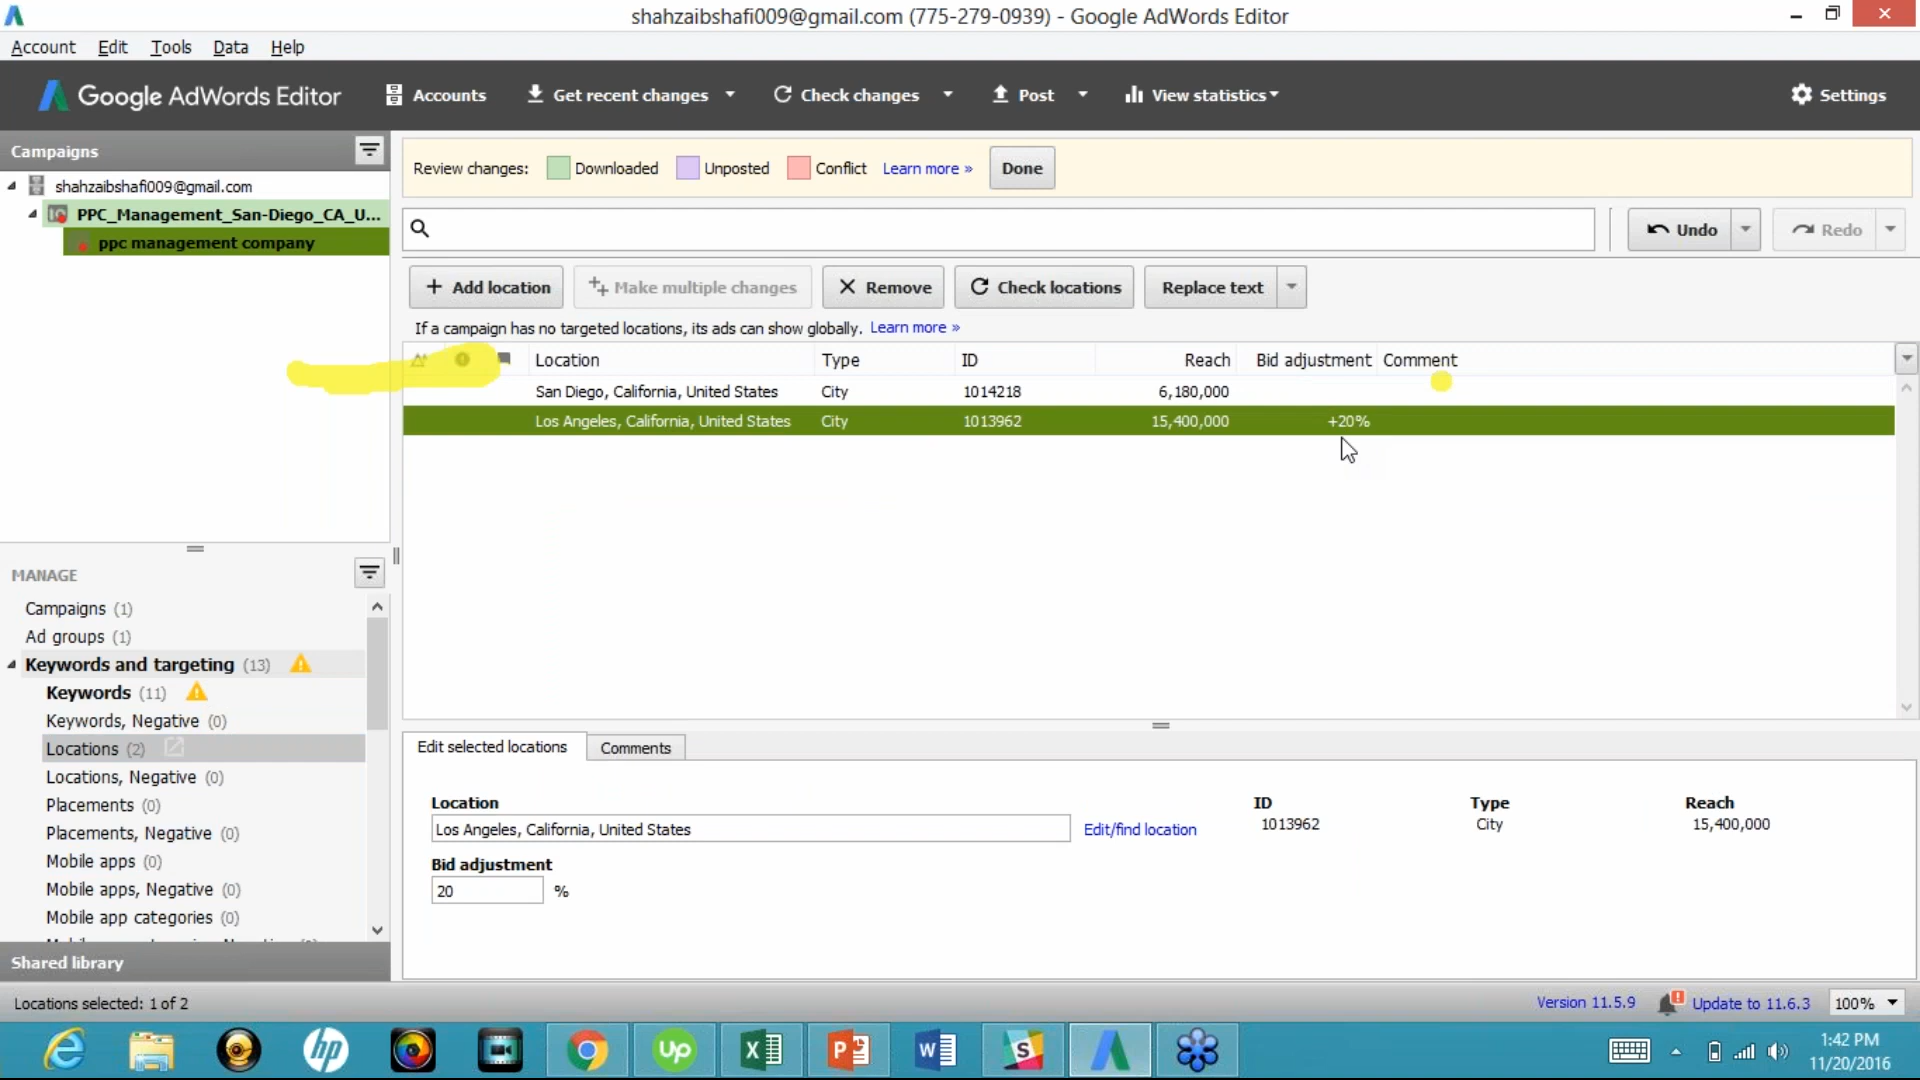 shahzaibshafi009@gmail.com (775-279-0939) - Google AdWords Editor
Account Edit Tools Data Help
Google AdWords Editor Accounts Get recent changes Check changes Post View statistics Settings
Campaigns
shahzaibshafi009@gmail.com
PPC_Management_San-Diego_CA_U...
ppc management company
Review changes: Downloaded Unposted Conflict Learn more » Done
Undo Redo
Add location Make multiple changes Remove Check locations Replace text
If a campaign has no targeted locations, its ads can show globally. Learn more »
Location Type ID Reach Bid adjustment Comment
San Diego, California, United States City 1014218 6,180,000
Los Angeles, California, United States City 1013962 15,400,000 +20%
MANAGE
Campaigns (1)
Ad groups (1)
Keywords and targeting (13)
Keywords (11)
Keywords, Negative (0)
Locations (2)
Locations, Negative (0)
Placements (0)
Placements, Negative (0)
Mobile apps (0)
Mobile apps, Negative (0)
Mobile app categories (0)
Shared library
Edit selected locations Comments
Location ID Type Reach
Los Angeles, California, United States Edit/find location 1013962 City 15,400,000
Bid adjustment
20 %
Locations selected: 1 of 2 Version 11.5.9 Update to 11.6.3 100%
hp Up X P W S
1:42 PM
11/20/2016